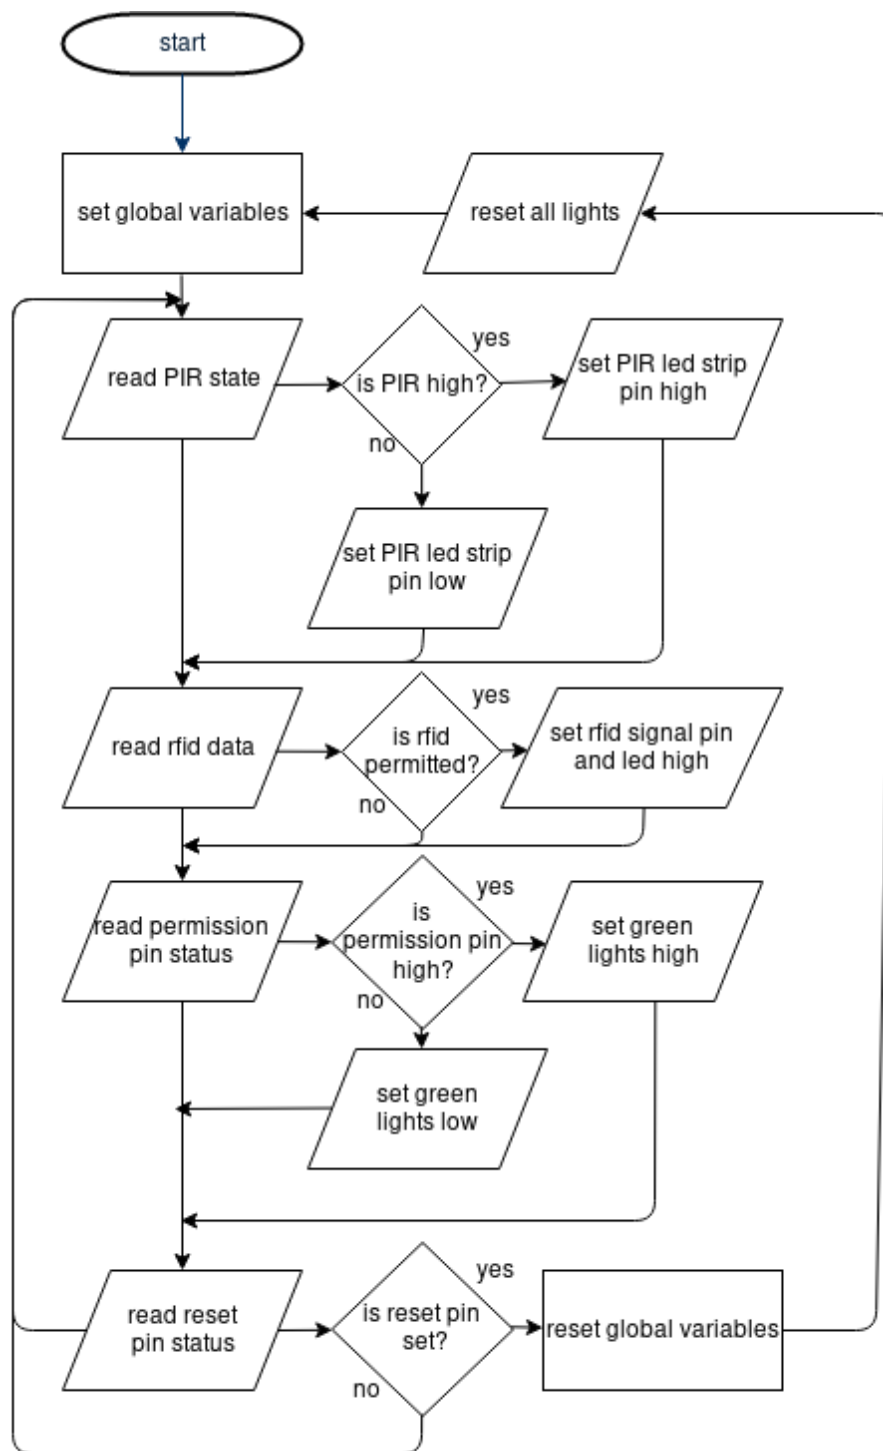 start
set global variables
reset all lights
read PIR state
is PIR high?
yes
set PIR led strip
pin high
no
set PIR led strip
pin low
read rfid data
is rfid
permitted?
yes
set rfid signal pin
and led high
no
read permission
pin status
is
permission pin
high?
yes
set green
lights high
no
set green
lights low
read reset
pin status
is reset pin
set?
yes
reset global variables
no